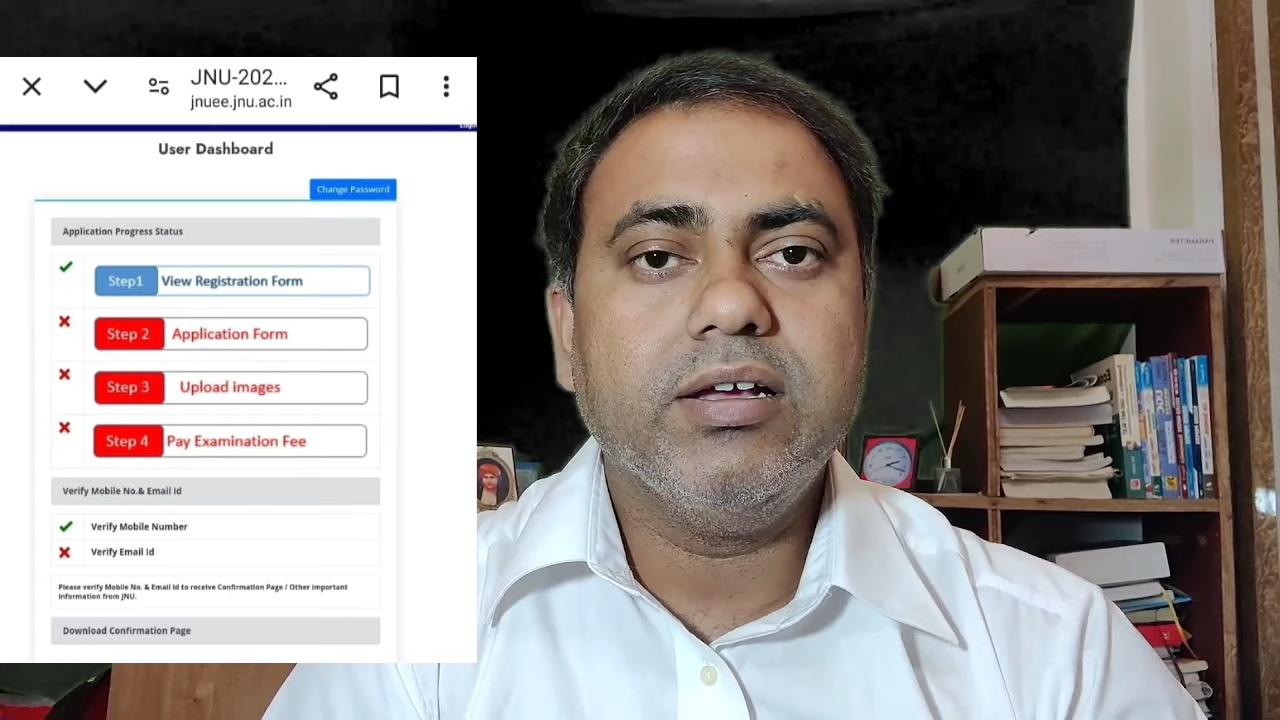 JNU-202...
jnuee.jnu.ac.in
User Dashboard
Change Password
Application Progress Status
Step1 View Registration Form
Step 2 Application Form
Step 3 Upload images
Step 4 Pay Examination Fee
Verify Mobile No.& Email Id
Verify Mobile Number
Verify Email Id
Please verify Mobile No. & Email Id to receive Confirmation Page / Other important
information from JNU.
Download Confirmation Page
PARAMETER